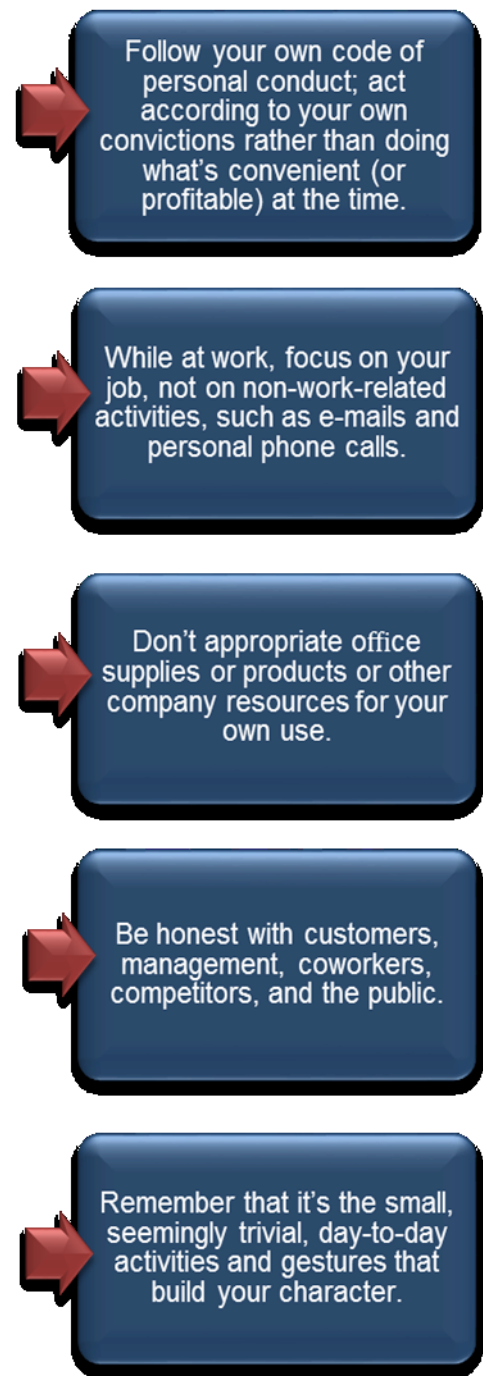 Follow your own code of
personal conduct; act
according to your own
convictions rather than doing
what's convenient (or
profitable) at the time.
While at work, focus on your
job, not on non-work-related
activities, such as e-mails and
personal phone calls.
Don't appropriate office
supplies or products or other
company resources for your
own use.
Be honest with customers,
management, coworkers,
competitors, and the public.
Remember that it's the small,
seemingly trivial, day-to-day
activities and gestures that
build your character.